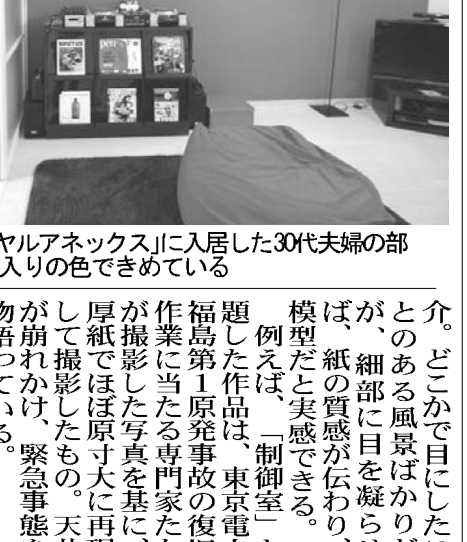 ヤルアネックス」に入居した30代夫婦の部
入りの色できめている
介。どこかで目にした
とのある風景ばかりだ
が、細部に目を凝らせ
ば、紙の質感が伝わり、
模型だと実感できる。
例えば、「制御室」と
題した作品は、東京電力
福島第1原発事故の復旧
作業に当たる専門家たち
が撮影した写真を基に、
厚紙でほぼ原寸大に再現
して撮影したもの。天井
が崩れかけ、緊急事態を
物語っている。